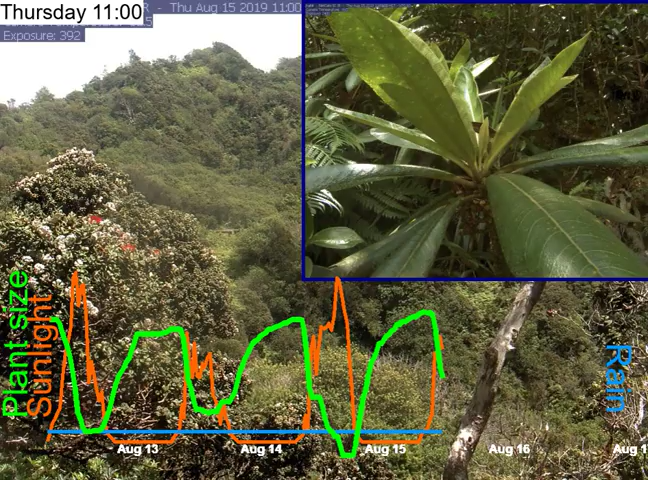 Thursday 11:00
R - Thu Aug 15 2019 11:00
Exposure: 392
Plant size
Sunlight
Rain
Aug 13
Aug 14
Aug 15
Aug 16